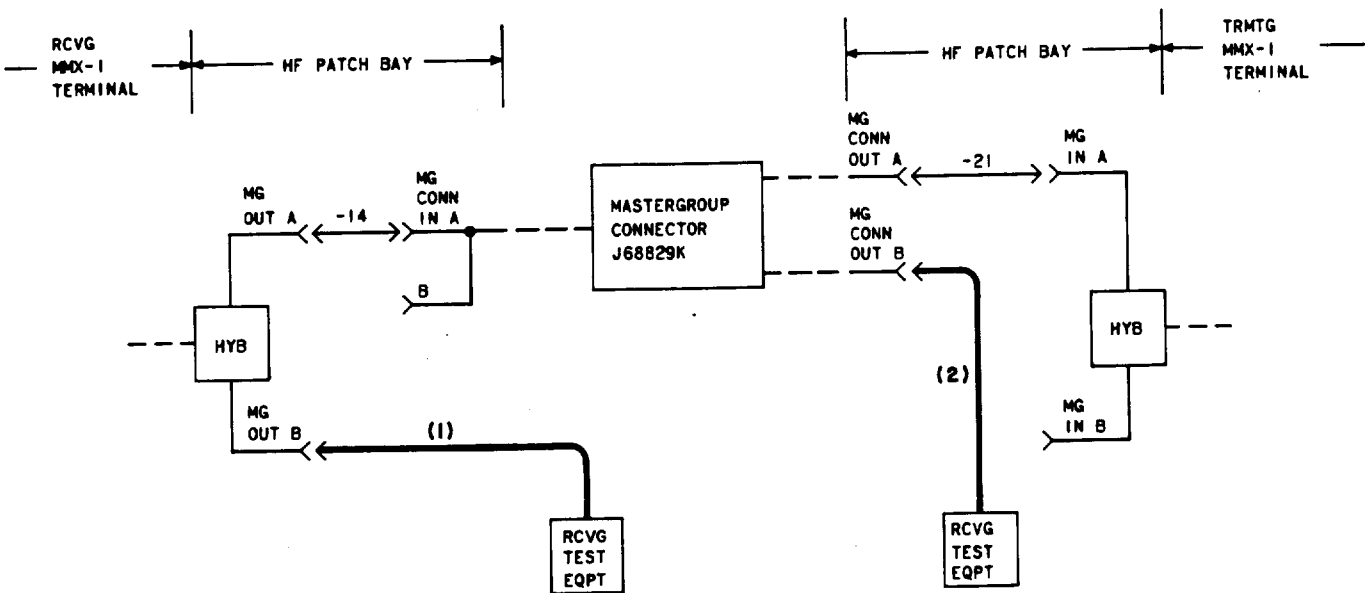 RCVG
MMX-1
TERMINAL
HF PATCH BAY
HF PATCH BAY
TRMTG
MMX-1
TERMINAL
MG
OUT A
-14
MG
CONN
IN A
B
MASTERGROUP
CONNECTOR
J68829K
MG
CONN
OUT A
-21
MG
IN A
MG
CONN
OUT B
HYB
HYB
MG
OUT B
(1)
(2)
MG
IN B
RCVG
TEST
EQPT
RCVG
TEST
EQPT